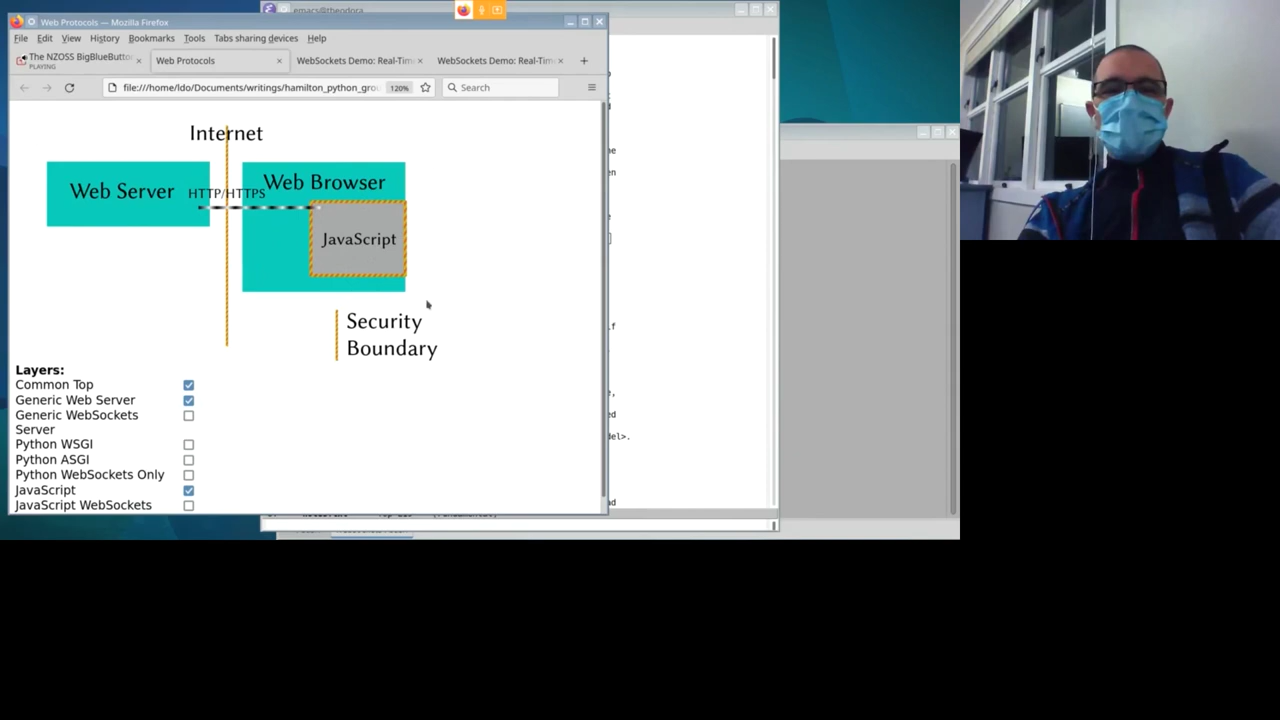 emacs@theodora
Web Protocols — Mozilla Firefox
File Edit View History Bookmarks Tools Tabs sharing devices Help
The NZOSS BigBlueButto
PLAYING
Web Protocols
WebSockets Demo: Real-Tim
WebSockets Demo: Real-Tim
file:///home/ldo/Documents/writings/hamilton_python_gro
120%
Search
Internet
Web Server
HTTP/HTTPS
Web Browser
JavaScript
Security
Boundary
Layers:
Common Top
Generic Web Server
Generic WebSockets
Server
Python WSGI
Python ASGI
Python WebSockets Only
JavaScript
JavaScript WebSockets